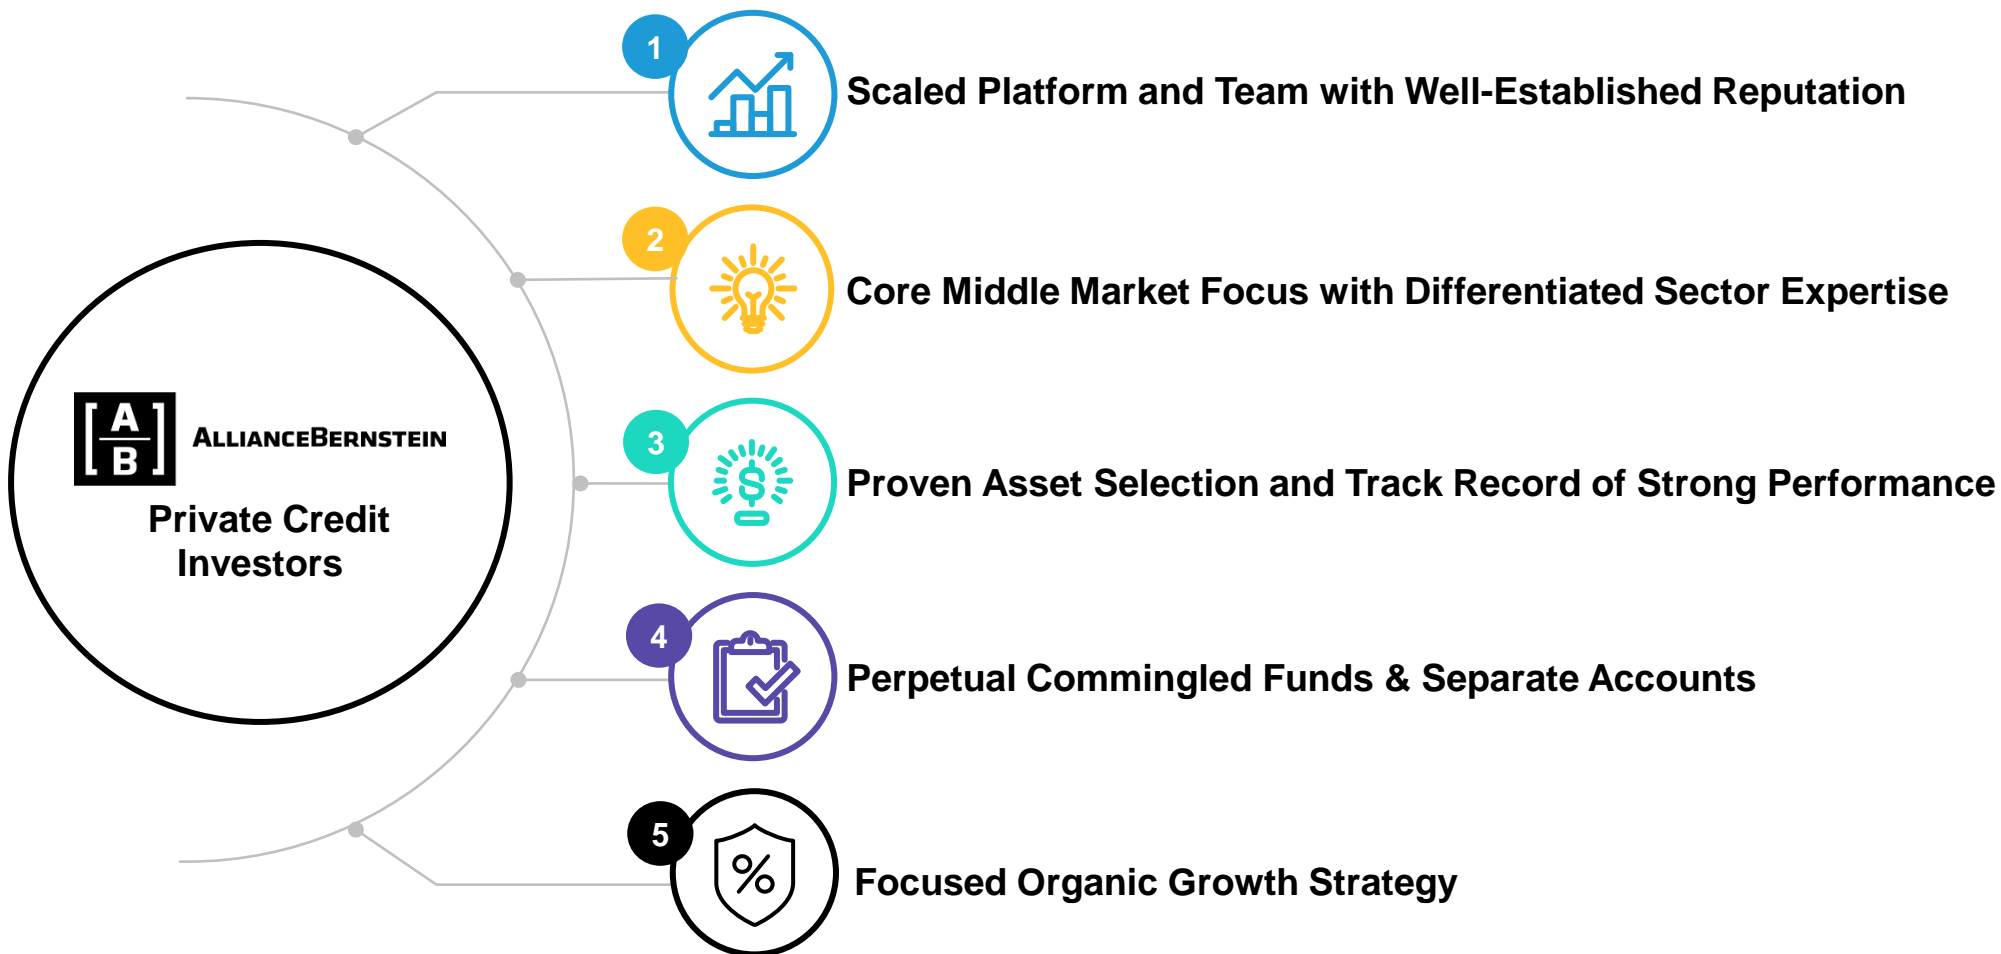 A
B
ALLIANCEBERNSTEIN
Private Credit
Investors
1
Scaled Platform and Team with Well-Established Reputation
2
Core Middle Market Focus with Differentiated Sector Expertise
3
$
Proven Asset Selection and Track Record of Strong Performance
4
Perpetual Commingled Funds & Separate Accounts
5
%
Focused Organic Growth Strategy